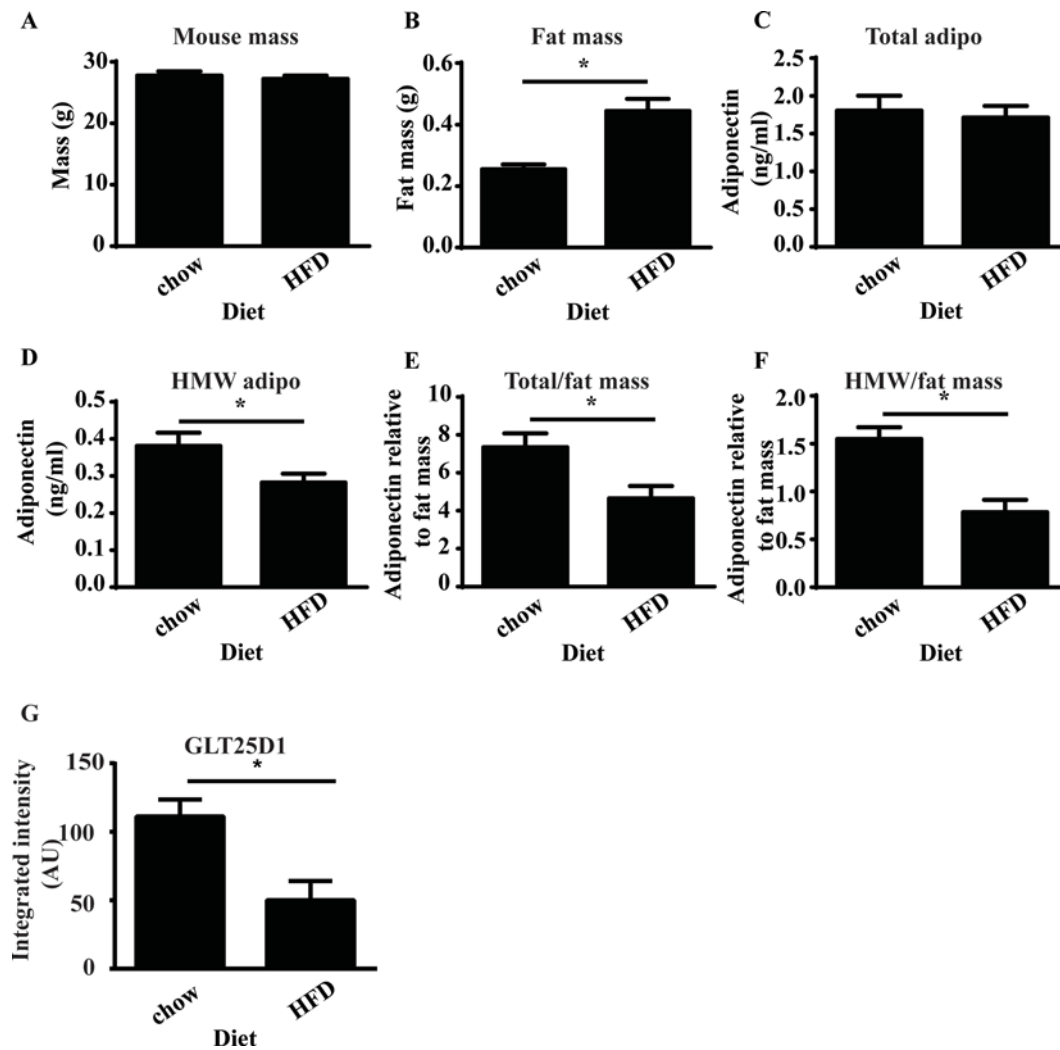 A
Mouse mass
30
20
10
0
Mass (g)
chow
HFD
Diet
B
Fat mass
*
0.6
0.4
0.2
0.0
Fat mass (g)
chow
HFD
Diet
C
Total adipo
2.5
2.0
1.5
1.0
0.5
0.0
Adiponectin
(ng/ml)
chow
HFD
Diet
D
HMW adipo
*
0.5
0.4
0.3
0.2
0.1
0.0
Adiponectin
(ng/ml)
chow
HFD
Diet
E
Total/fat mass
*
10
8
6
4
2
0
Adiponectin relative
to fat mass
chow
HFD
Diet
F
HMW/fat mass
*
2.0
1.5
1.0
0.5
0.0
Adiponectin relative
to fat mass
chow
HFD
Diet
G
GLT25D1
*
150
100
50
0
Integrated intensity
(AU)
chow
HFD
Diet